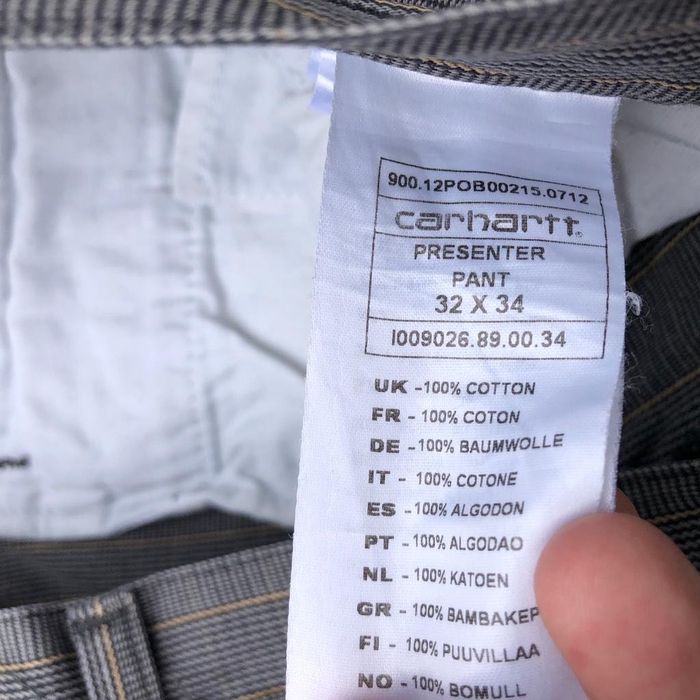 900.12POB00215.0712
carhartt®
PRESENTER
PANT
32 X 34
I009026.89.00.34
UK -100% COTTON
FR - 100% COTON
DE - 100% BAUMWOLLE
IT - 100% COTONE
ES - 100% ALGODON
PT - 100% ALGODAO
NL - 100% KATOEN
GR - 100% BAMBAKEP
FI - 100% PUUVILLAA
NO - 100% BOMULL